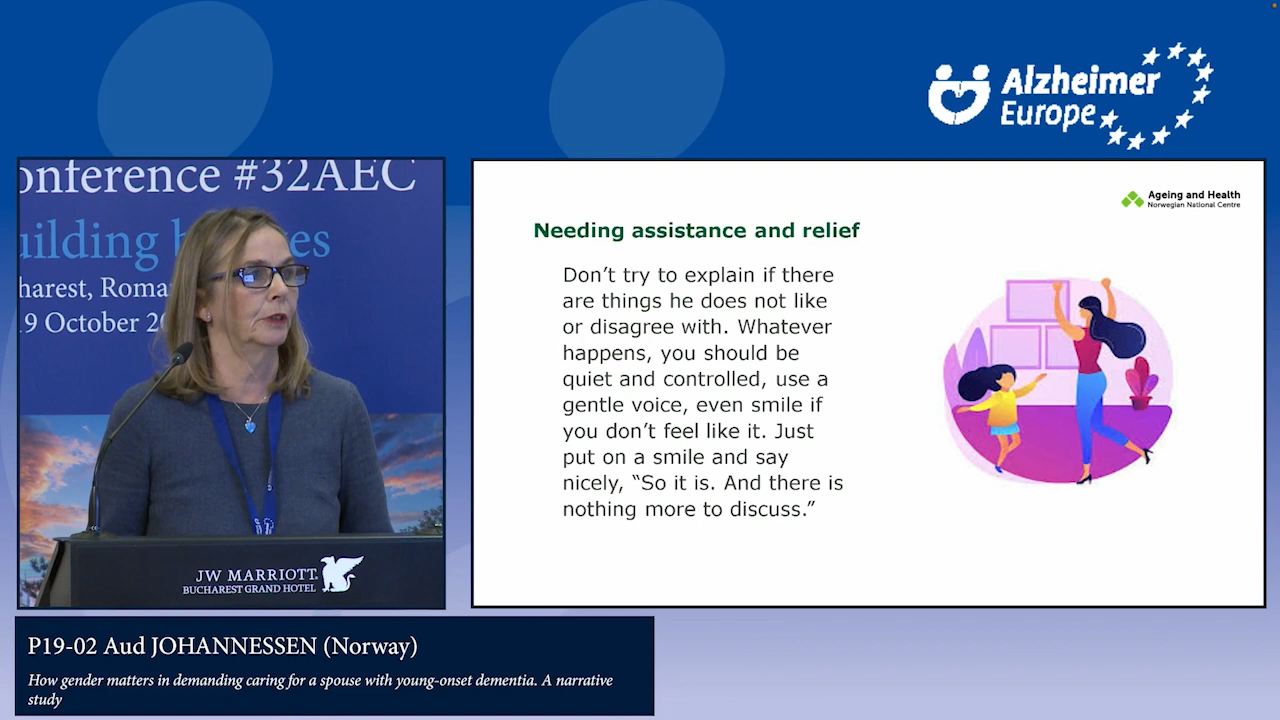 Alzheimer
Europe
onference #32AEC
uilding b es
harest, Roma
19 October 20
JW MARRIOTT
BUCHAREST GRAND HOTEL
Ageing and Health
Norwegian National Centre
Needing assistance and relief
Don’t try to explain if there
are things he does not like
or disagree with. Whatever
happens, you should be
quiet and controlled, use a
gentle voice, even smile if
you don’t feel like it. Just
put on a smile and say
nicely, “So it is. And there is
nothing more to discuss.”
P19-02 Aud JOHANNESSEN (Norway)
How gender matters in demanding caring for a spouse with young-onset dementia. A narrative
study